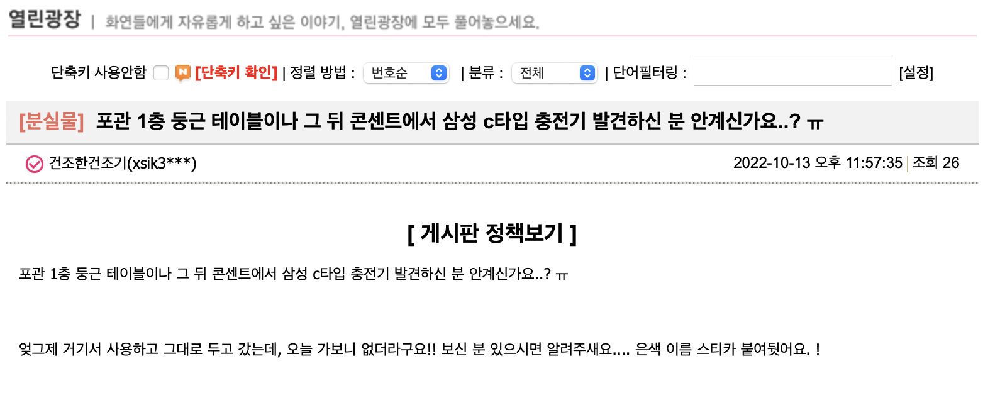 열린광장 | 화연들에게 자유롭게 하고 싶은 이야기, 열린광장에 모두 풀어놓으세요.
단축키 사용안함 N [단축키 확인] | 정렬 방법 : 번호순 | 분류 : 전체 | 단어필터링 : [설정]
[분실물] 포관 1층 둥근 테이블이나 그 뒤 콘센트에서 삼성 c타입 충전기 발견하신 분 안계신가요..? ㅠ
건조한건조기(xsik3***) 2022-10-13 오후 11:57:35 | 조회 26
[ 게시판 정책보기 ]
포관 1층 둥근 테이블이나 그 뒤 콘센트에서 삼성 c타입 충전기 발견하신 분 안계신가요..? ㅠ
엊그제 거기서 사용하고 그대로 두고 갔는데, 오늘 가보니 없더라구요!! 보신 분 있으시면 알려주새요.... 은색 이름 스티카 붙여뒀어요. !